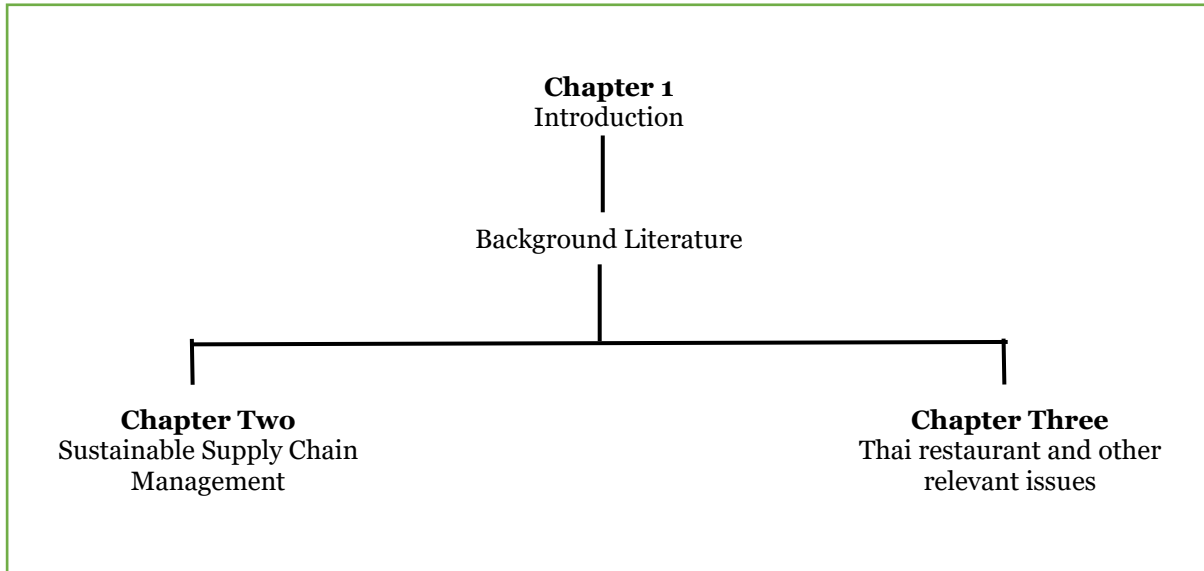 Chapter 1
Introduction
Background Literature
Chapter Two
Sustainable Supply Chain
Management
Chapter Three
Thai restaurant and other
relevant issues